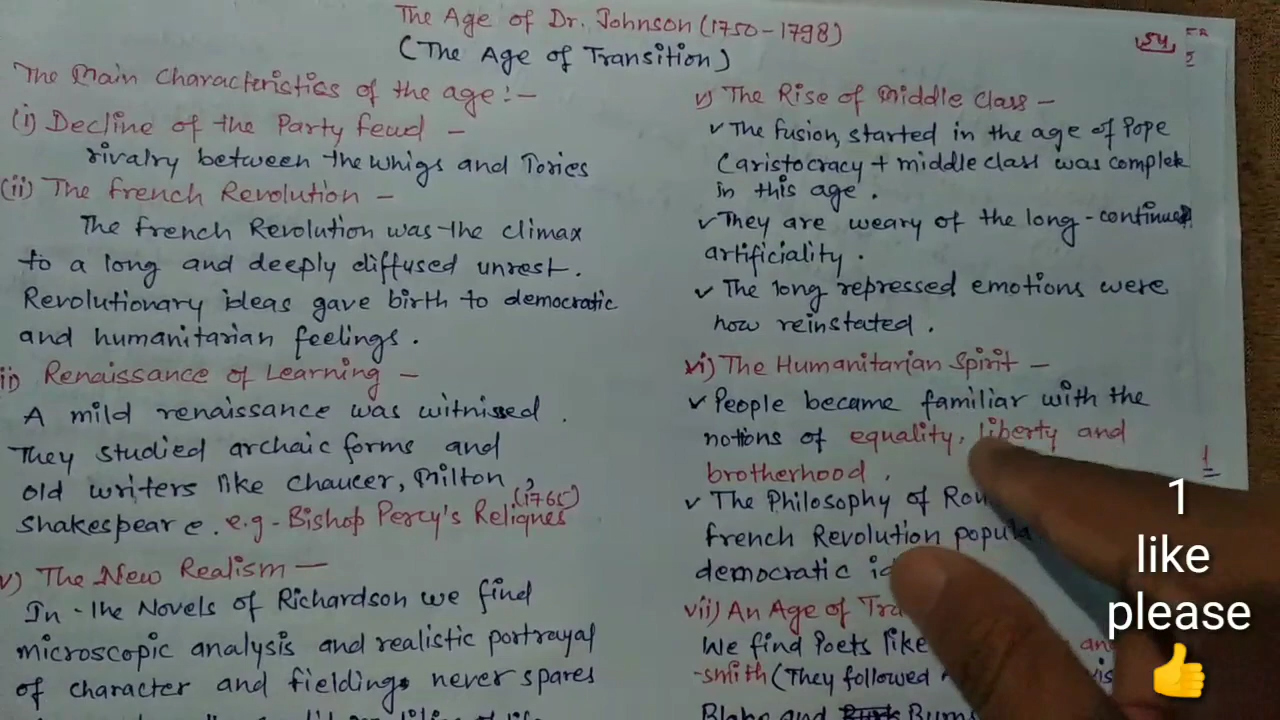 The Age of Dr. Johnson (1750-1798)
(The Age of Transition)
54
The Main Characteristics of the age :-
(i) Decline of the Party feud -
rivalry between the Whigs and Tories
(ii) The French Revolution -
The French Revolution was the climax
to a long and deeply diffused unrest.
Revolutionary ideas gave birth to democratic
and humanitarian feelings.
Renaissance of Learning -
A mild renaissance was witnissed.
They studied archaic forms and
old writers like Chaucer, Milton,
Shakespeare. e.g - Bishop Percy's Reliques (1765)
v) The New Realism -
In the Novels of Richardson we find
microscopic analysis and realistic portrayal
of character and fielding never spares
v) The Rise of Middle Class -
✓ The fusion, started in the age of Pope
(aristocracy + middle class was complet
in this age.
✓ They are weary of the long-continued
artificiality.
✓ The long repressed emotions were
now reinstated.
vi) The Humanitarian Spirit -
✓ People became familiar with the
notions of equality, liberty and
brotherhood.
✓ The Philosophy of
French Revolution
democratic
vii) An Age of
We find Poets like
-smith (They followed
and Burns
1
1
like
please
👍